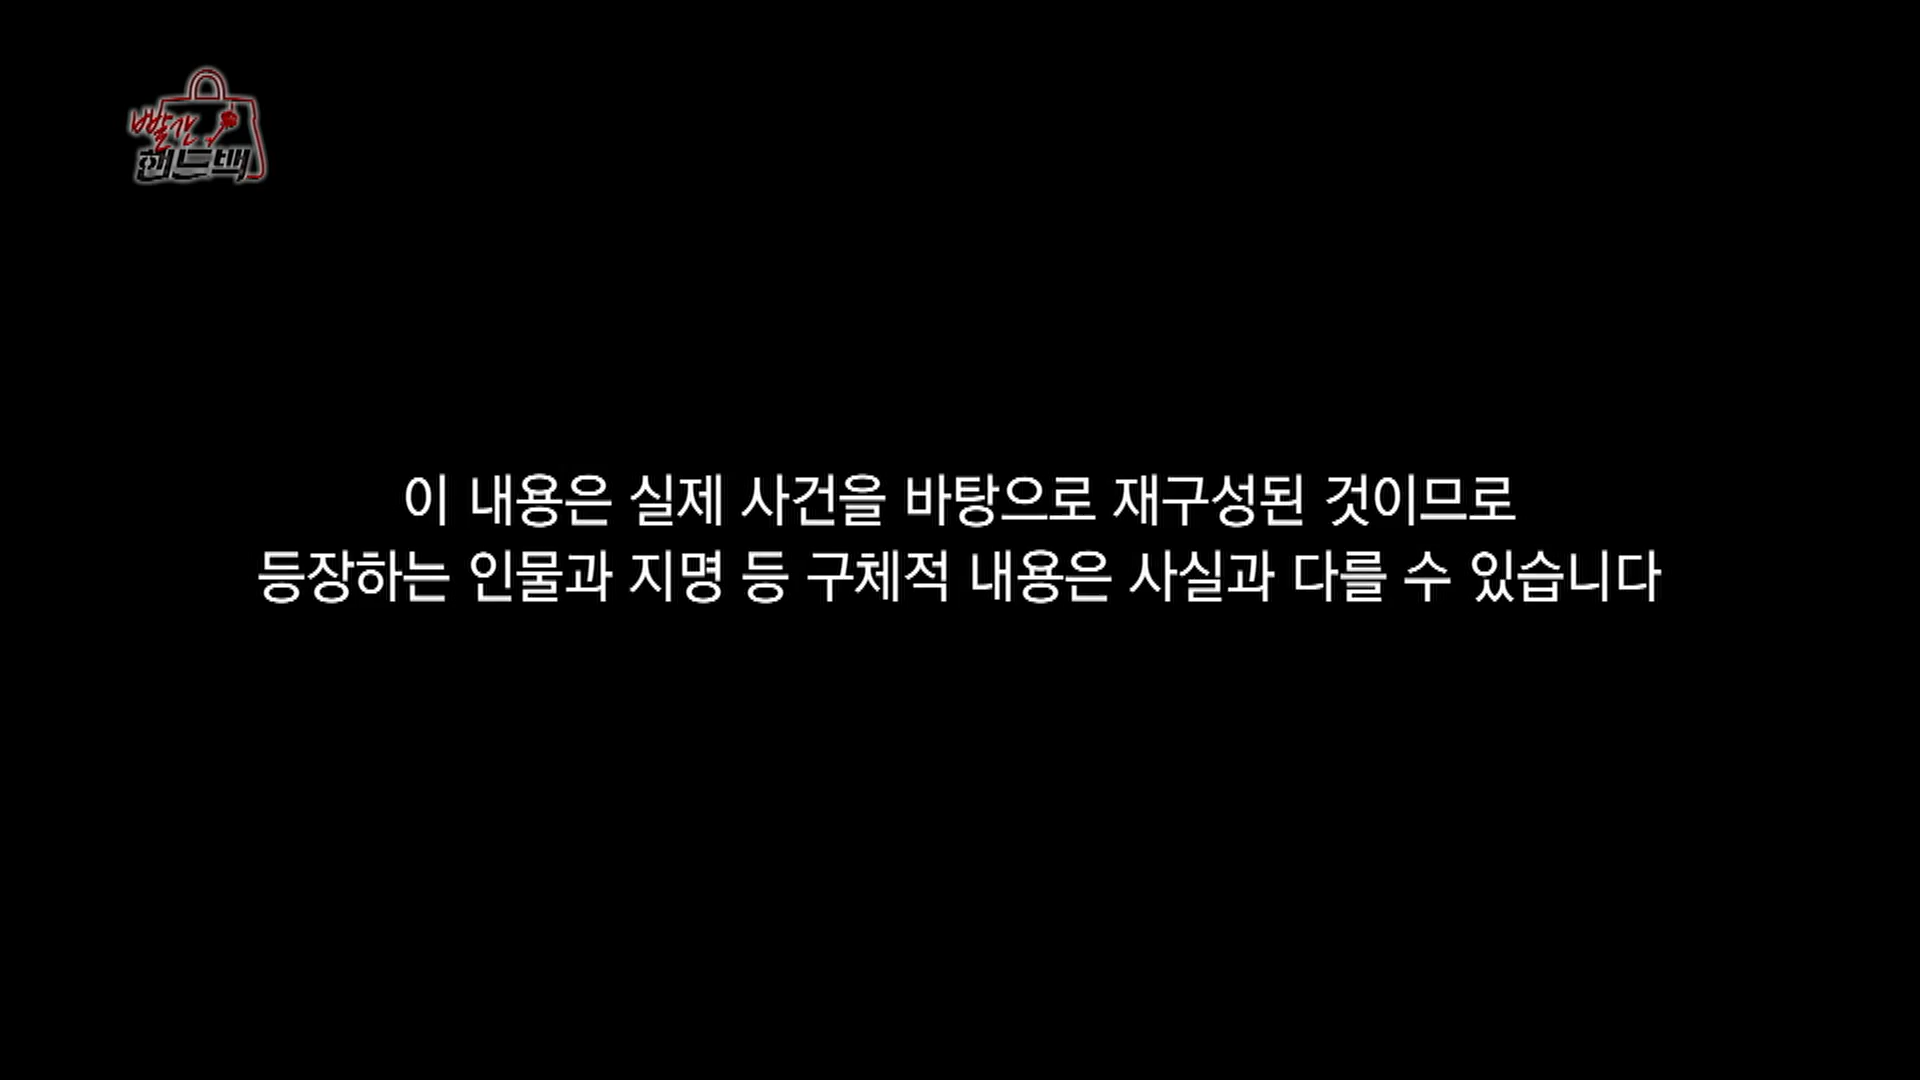 빨간
핸드백
이 내용은 실제 사건을 바탕으로 재구성된 것이므로
등장하는 인물과 지명 등 구체적 내용은 사실과 다를 수 있습니다